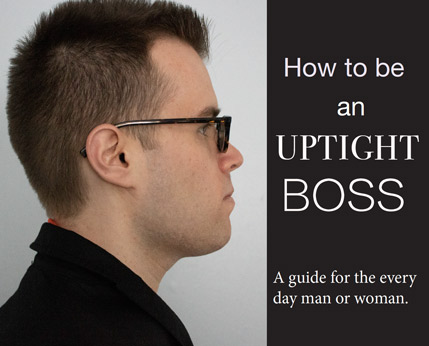 How to be
an
UPTIGHT
BOSS
A guide for the every
day man or woman.